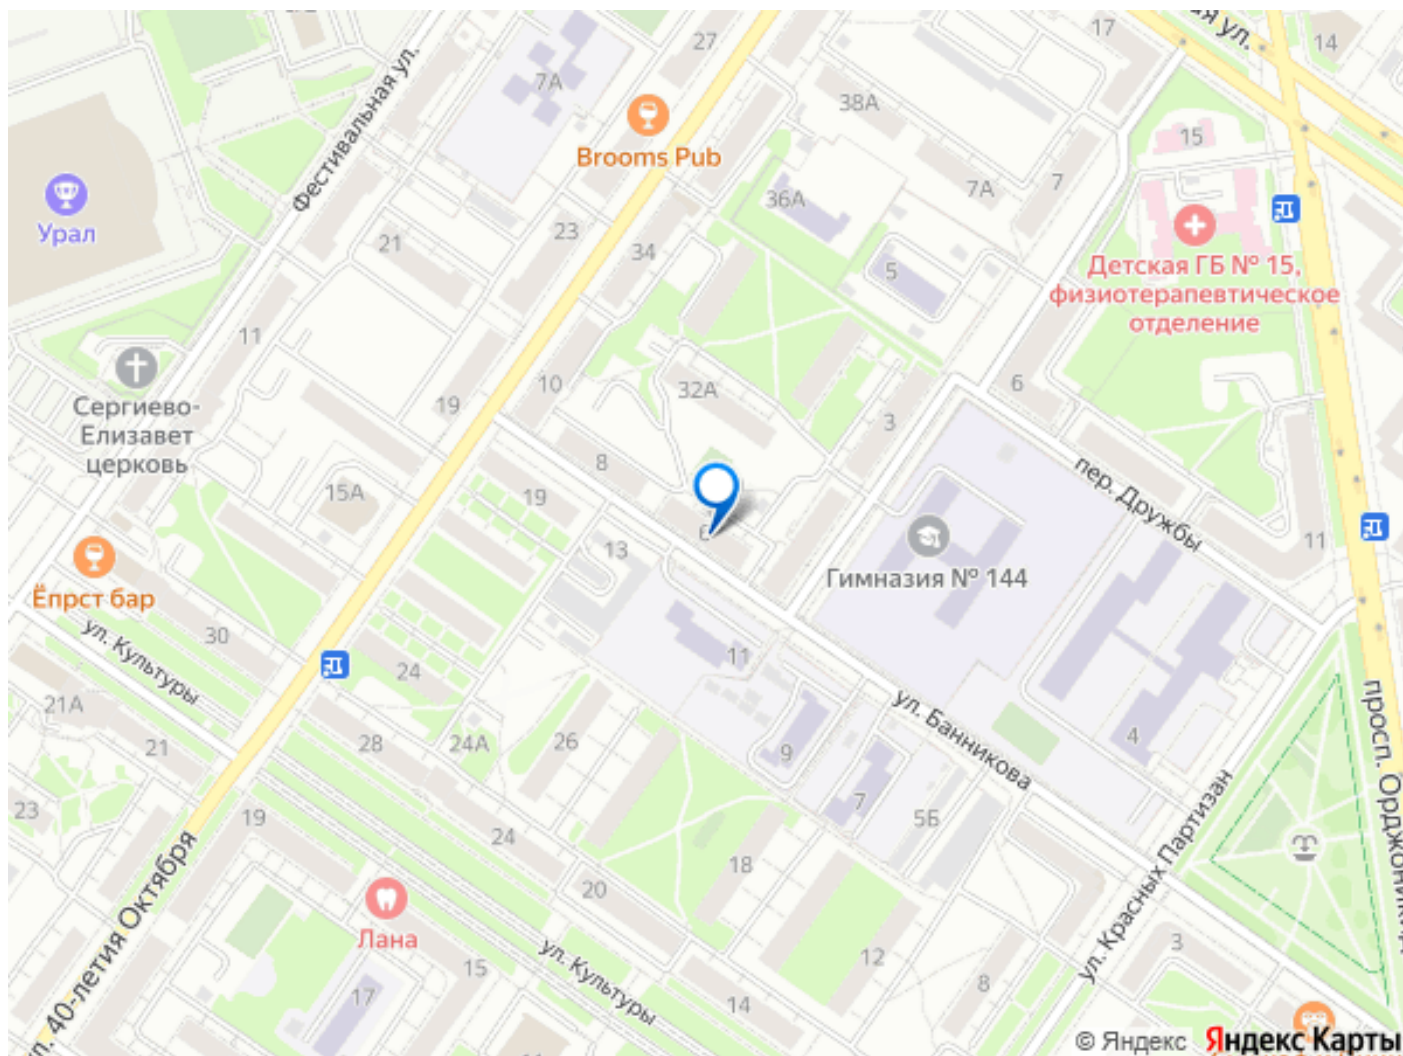 27
17
14
7А
38А
Фестивальная ул.
Brooms Pub
15
36А
7А
7
Урал
21
23
34
5
Детская ГБ № 15,
физиотерапевтическое
отделение
11
10
32А
6
19
3
Сергиево-
Елизавет
церковь
8
пер. Дружбы
15А
19
6
13
11
Гимназия № 144
Ёпрст бар
ул. Культуры
30
24
11
ул. Банникова
21А
21
28
24А
26
9
4
просп. Орджоникид
23
19
24
7
5Б
ул. Красных Партизан
ул. 40-летия Октября
18
20
Лана
ул. Культуры
15
12
3
17
14
8
© Яндекс Яндекс Карты